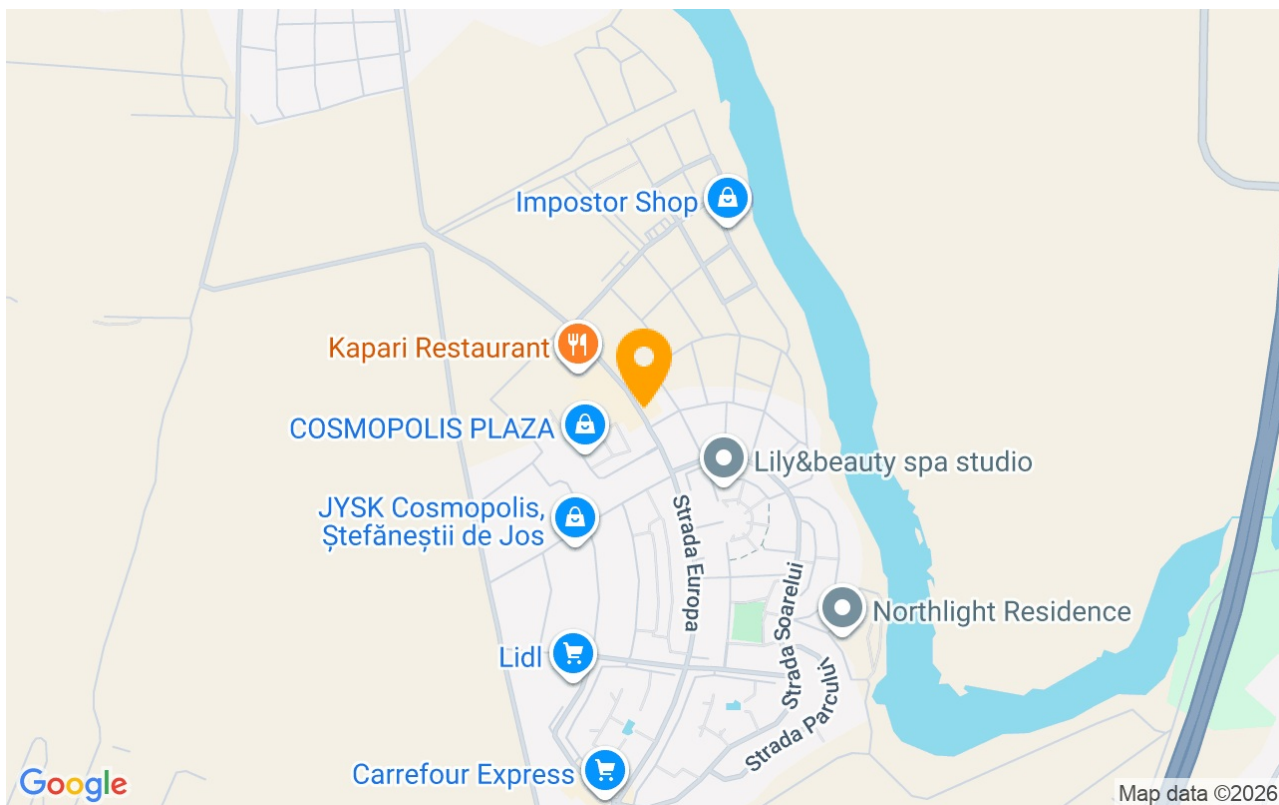 Impostor Shop
Kapari Restaurant
COSMOPOLIS PLAZA
Lily&beauty spa studio
JYSK Cosmopolis,
Ștefăneștii de Jos
Strada Europa
Strada Soarelui
Northlight Residence
Lidl
Strada Parcului
Carrefour Express
Google
Map data ©2026